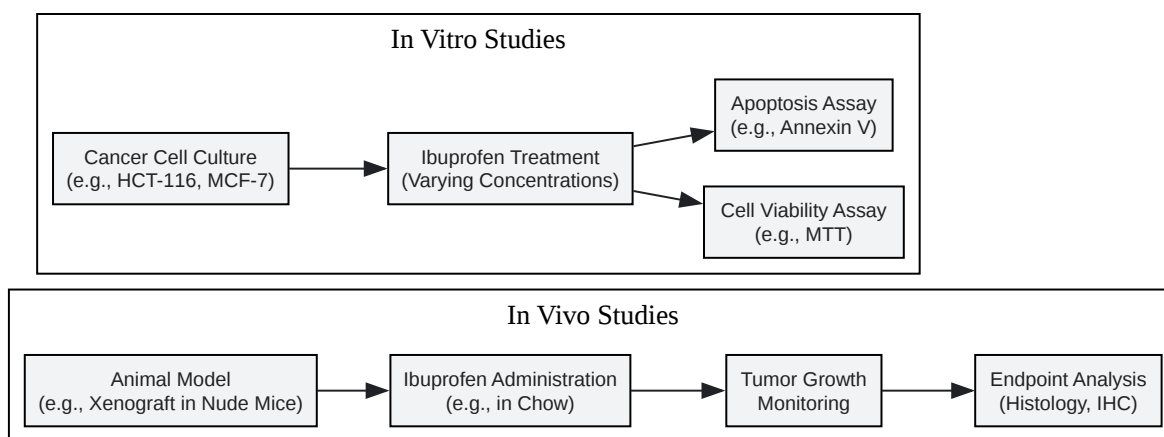 In Vitro Studies
Cancer Cell Culture
(e.g., HCT-116, MCF-7)
Ibuprofen Treatment
(Varying Concentrations)
Apoptosis Assay
(e.g., Annexin V)
Cell Viability Assay
(e.g., MTT)
In Vivo Studies
Animal Model
(e.g., Xenograft in Nude Mice)
Ibuprofen Administration
(e.g., in Chow)
Tumor Growth
Monitoring
Endpoint Analysis
(Histology, IHC)